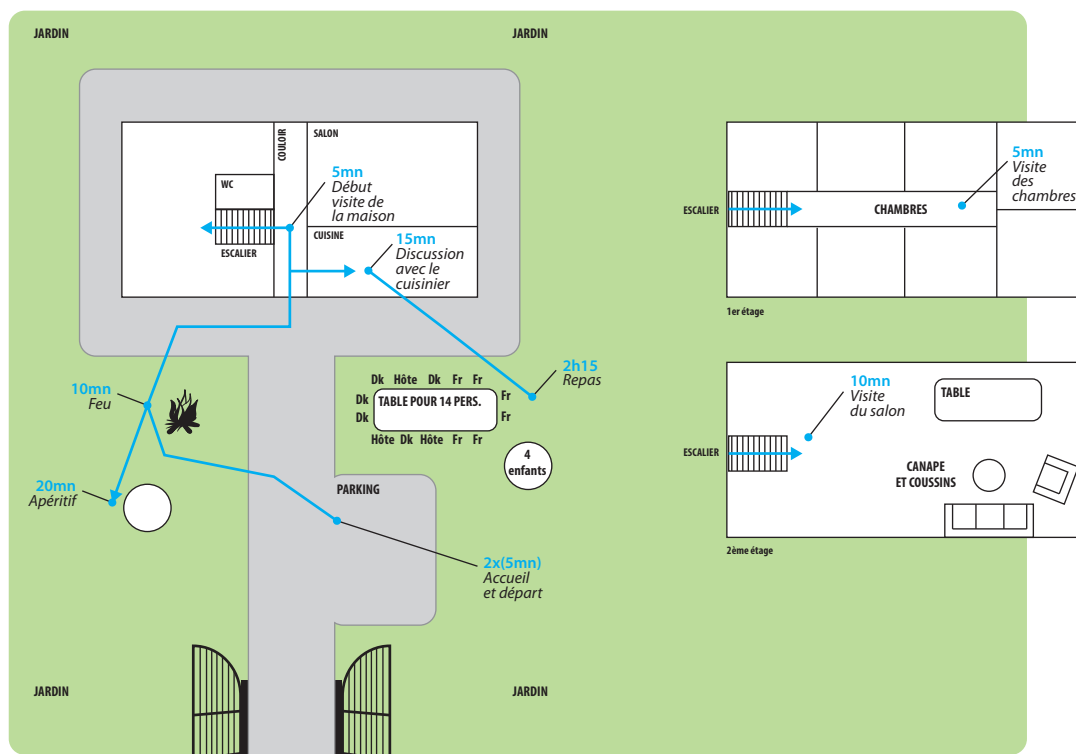 JARDIN
JARDIN
COULOIR
SALON
WC
5mn
Début
visite de
la maison
ESCALIER
CUISINE
15mn
Discussion
avec le
cuisinier
10mn
Feu
20mn
Apéritif
Dk Hôte Dk Fr Fr
Dk
TABLE POUR 14 PERS.
Fr
Dk
Fr
Hôte Dk Hôte Fr Fr
2h15
Repas
4
enfants
PARKING
2x(5mn)
Accueil
et départ
JARDIN
JARDIN
5mn
Visite
des
chambres
ESCALIER
CHAMBRES
1er étage
10mn
Visite
du salon
TABLE
ESCALIER
CANAPE
ET COUSSINS
2ème étage